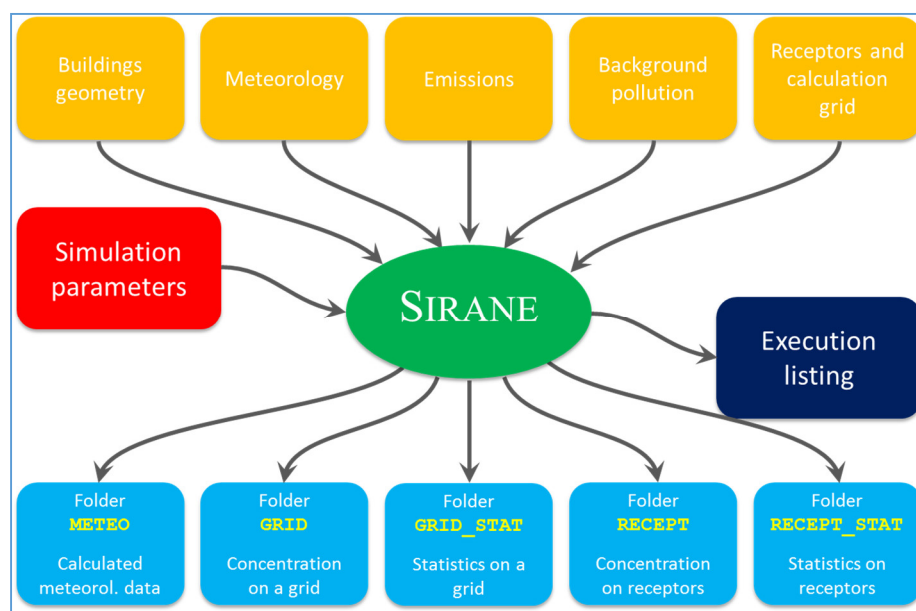 Buildings
geometry
Meteorology
Emissions
Background
pollution
Receptors and
calculation
grid
Simulation
parameters
SIRANE
Execution
listing
Folder
METEO
Calculated
meteorol. data
Folder
GRID
Concentration
on a grid
Folder
GRID_STAT
Statistics on a
grid
Folder
RECEPT
Concentration
on receptors
Folder
RECEPT_STAT
Statistics on
receptors